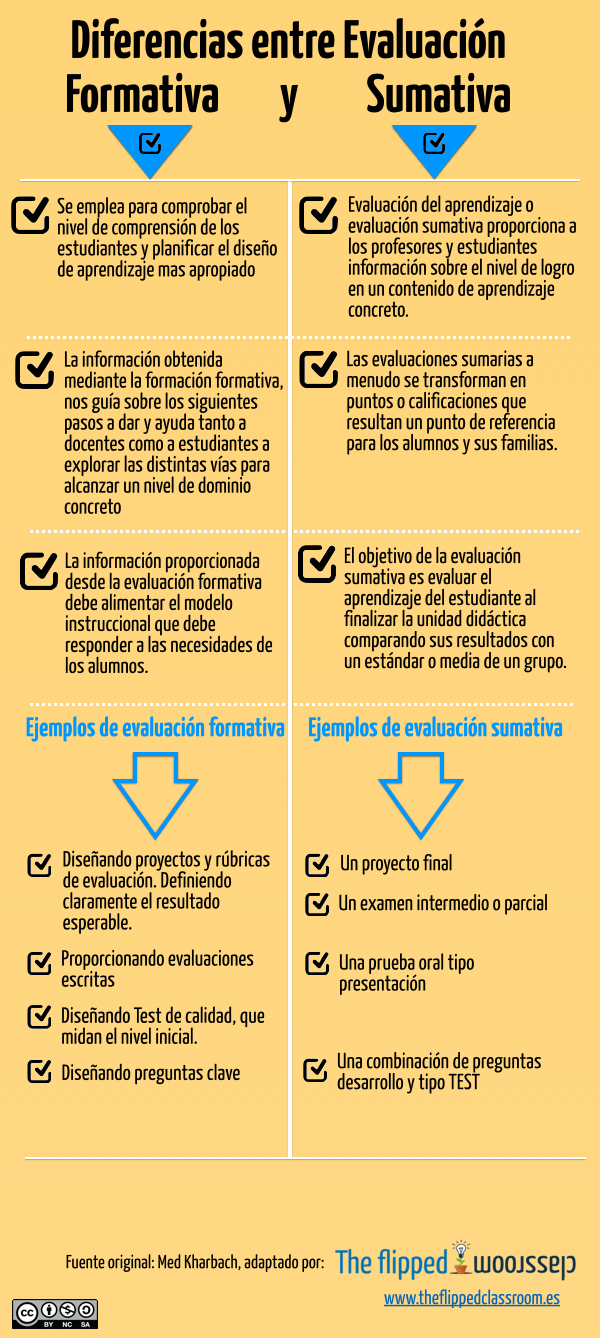 Diferencias entre Evaluación
Formativa y Sumativa
Se emplea para comprobar el
nivel de comprensión de los
estudiantes y planificar el diseño
de aprendizaje mas apropiado
La información obtenida
mediante la formación formativa,
nos guía sobre los siguientes
pasos a dar y ayuda tanto a
docentes como a estudiantes a
explorar las distintas vías para
alcanzar un nivel de dominio
concreto
La información proporcionada
desde la evaluación formativa
debe alimentar el modelo
instruccional que debe
responder a las necesidades de
los alumnos.
Evaluación del aprendizaje o
evaluación sumativa proporciona a
los profesores y estudiantes
información sobre el nivel de logro
en un contenido de aprendizaje
concreto.
Las evaluaciones sumarias a
menudo se transforman en
puntos o calificaciones que
resultan un punto de referencia
para los alumnos y sus familias.
El objetivo de la evaluación
sumativa es evaluar el
aprendizaje del estudiante al
finalizar la unidad didáctica
comparando sus resultados con
un estándar o media de un grupo.
Ejemplos de evaluación formativa
Diseñando proyectos y rúbricas
de evaluación. Definiendo
claramente el resultado
esperable.
Proporcionando evaluaciones
escritas
Diseñando Test de calidad, que
midan el nivel inicial.
Diseñando preguntas clave
Ejemplos de evaluación sumativa
Un proyecto final
Un examen intermedio o parcial
Una prueba oral tipo
presentación
Una combinación de preguntas
desarrollo y tipo TEST
Fuente original: Med Kharbach, adaptado por:
The flipped classroom
www.theflippedclassroom.es
cc
BY NC SA